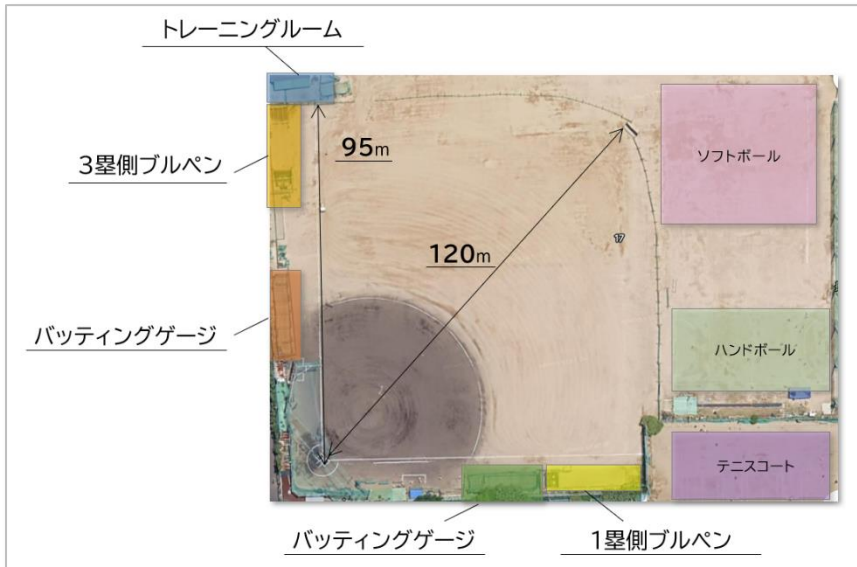 トレーニングルーム
95m
3塁側ブルペン
ソフトボール
17
120m
バッティングゲージ
ハンドボール
テニスコート
バッティングゲージ
1塁側ブルペン